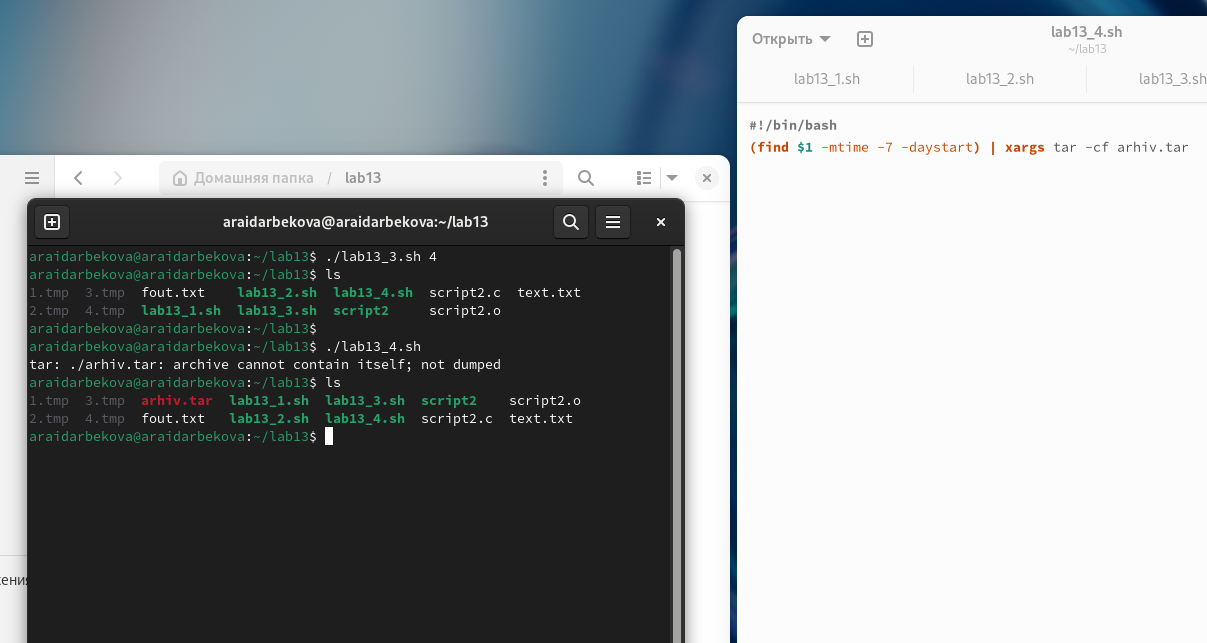 Открыть
lab13_4.sh
~/lab13
lab13_1.sh
lab13_2.sh
lab13_3.sh
#!/bin/bash
(find $1 -mtime -7 -daystart) | xargs tar -cf arhiv.tar
Домашняя папка / lab13
araidarbekova@araidarbekova:~/lab13
araidarbekova@araidarbekova:~/lab13$ ./lab13_3.sh 4
araidarbekova@araidarbekova:~/lab13$ ls
1.tmp 3.tmp fout.txt lab13_2.sh lab13_4.sh script2.c text.txt
2.tmp 4.tmp lab13_1.sh lab13_3.sh script2 script2.o
araidarbekova@araidarbekova:~/lab13$
araidarbekova@araidarbekova:~/lab13$ ./lab13_4.sh
tar: ./arhiv.tar: archive cannot contain itself; not dumped
araidarbekova@araidarbekova:~/lab13$ ls
1.tmp 3.tmp arhiv.tar lab13_1.sh lab13_3.sh script2 script2.o
2.tmp 4.tmp fout.txt lab13_2.sh lab13_4.sh script2.c text.txt
araidarbekova@araidarbekova:~/lab13$